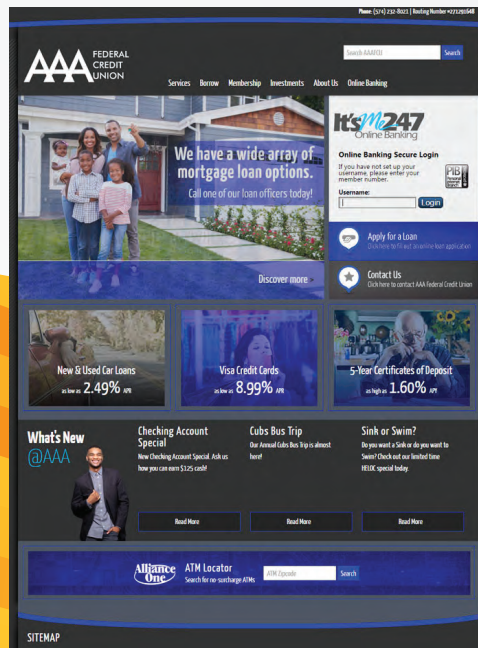 Phone: (574) 232-8021 | Routing Number #271291648
AAA FEDERAL
CREDIT
UNION
Search AAAFCU
Search
Services Borrow Membership Investments About Us Online Banking
We have a wide array of
mortgage loan options.
Call one of our loan officers today!
Discover more
It'sMe247
Online Banking
Online Banking Secure Login
If you have not set up your
username, please enter your
member number.
PIB
Username:
Login
Apply for a Loan
Click here to fill out an online loan application
Contact Us
Click here to contact AAA Federal Credit Union
New & Used Car Loans
as low as 2.49% APR
Visa Credit Cards
as low as 8.99% APR
5-Year Certificates of Deposit
as high as 1.60% APY
What's New
@AAA
Checking Account
Special
New Checking Account Special. Ask us
how you can earn $125 cash!
Read More
Cubs Bus Trip
Our Annual Cubs Bus Trip is almost
here!
Read More
Sink or Swim?
Do you want a Sink or do you want to
Swim? Check out our limited time
HELOC special today.
Read More
Alliance
One
ATM Locator
Search for no-surcharge ATMs
ATM Zipcode
Search
SITEMAP